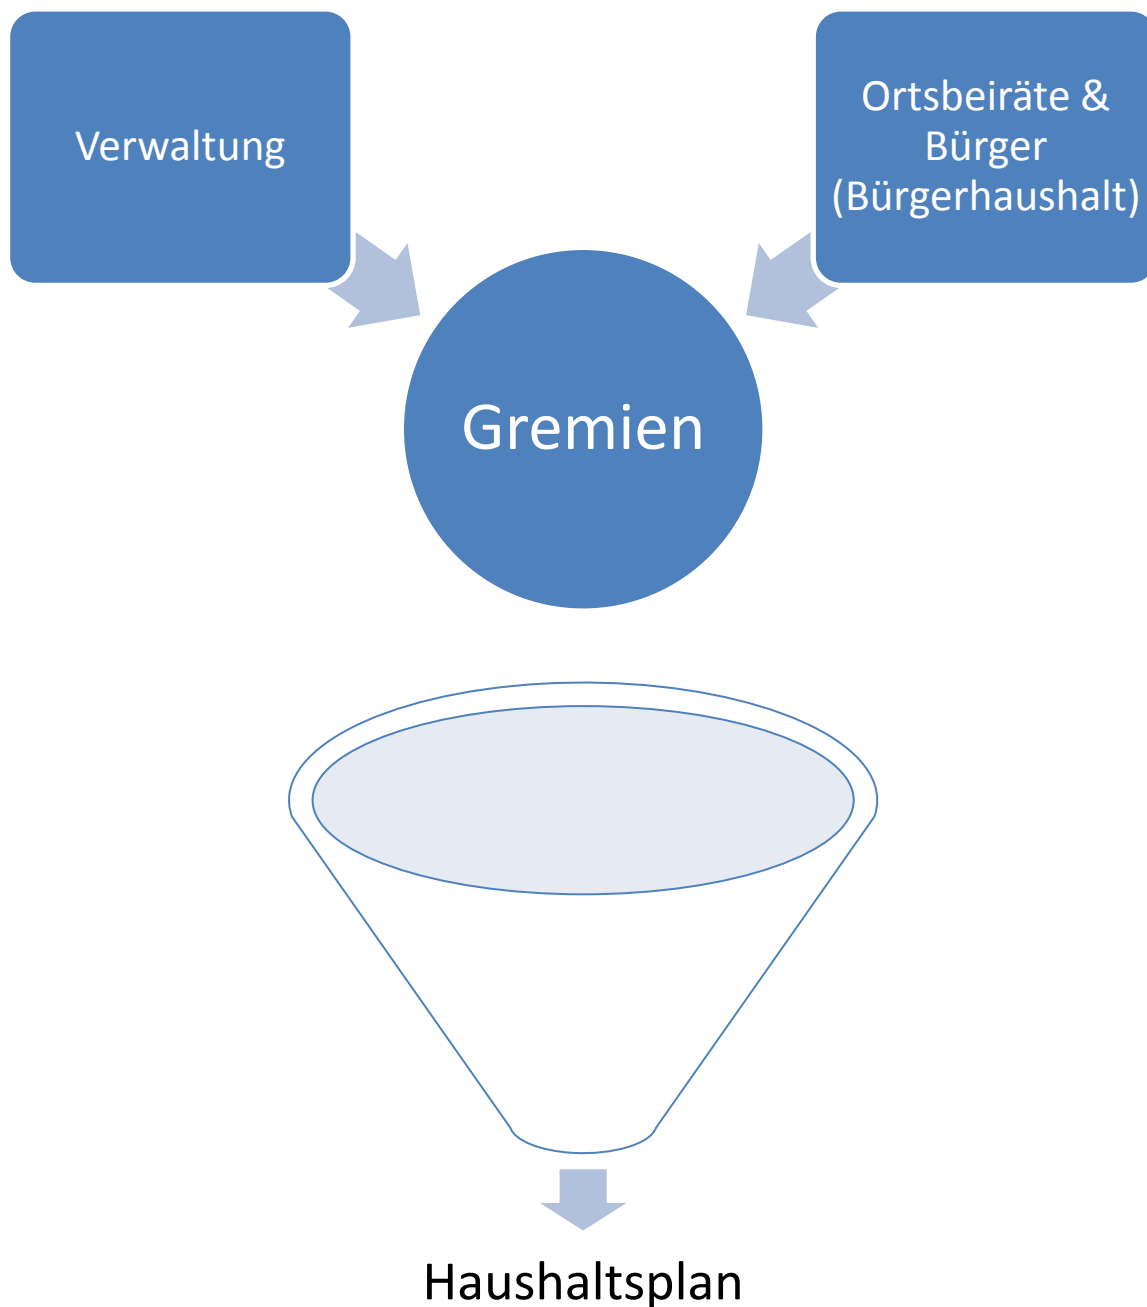 Verwaltung
Ortsbeiräte &
Bürger
(Bürgerhaushalt)
Gremien
Haushaltsplan